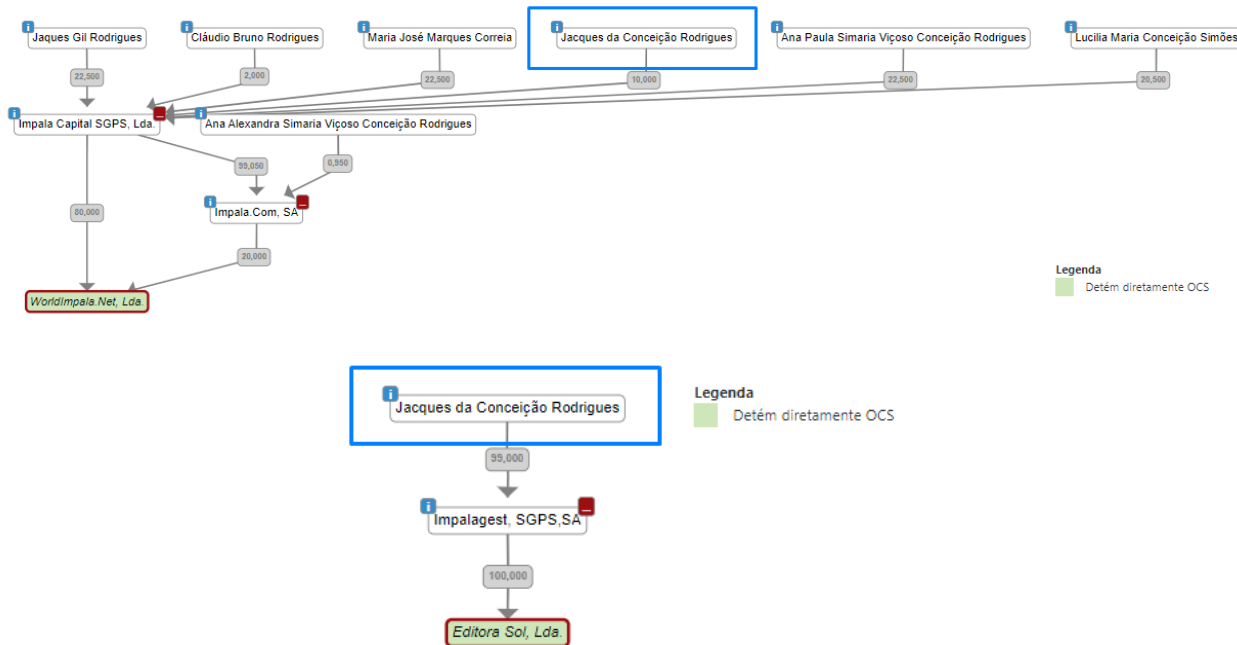 Jaques Gil Rodrigues
Cláudio Bruno Rodrigues
Maria José Marques Correia
Jacques da Conceição Rodrigues
Ana Paula Simaria Viçoso Conceição Rodrigues
Lucilia Maria Conceição Simões
22,500
2,000
22,500
10,000
22,500
20,500
Impala Capital SGPS, Lda.
Ana Alexandra Simaria Viçoso Conceição Rodrigues
99,050
0,950
80,000
Impala.Com, SA
20,000
WorldImpala.Net, Lda.
Legenda
Detém diretamente OCS
Jacques da Conceição Rodrigues
Legenda
Detém diretamente OCS
99,000
Impalagest, SGPS,SA
100,000
Editora Sol, Lda.